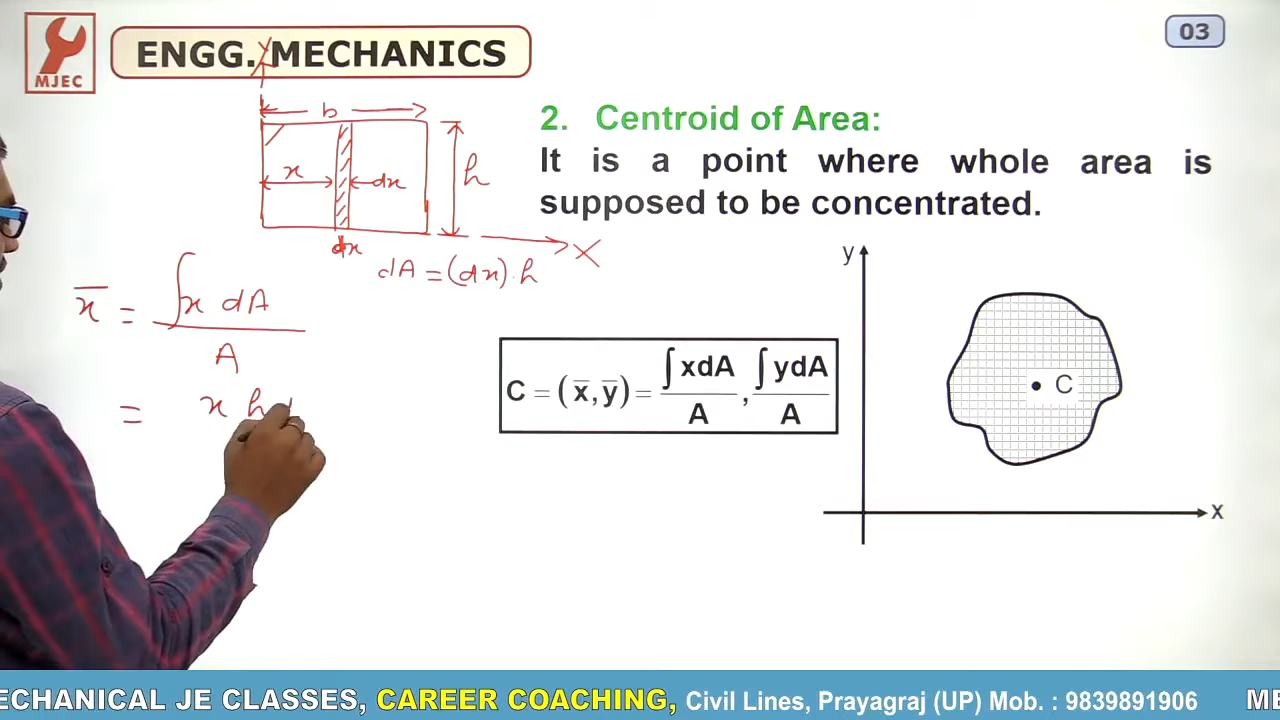 03
MJEC
ENGG. MECHANICS
Y
b
x
dx
h
dx
X
dA = (dx).h
2. Centroid of Area:
It is a point where whole area is
supposed to be concentrated.
x̅ = ∫x dA
A
= x h
C = (x̅, y̅) = ∫xdA / A , ∫ydA / A
y
C
x
ECHANICAL JE CLASSES, CAREER COACHING, Civil Lines, Prayagraj (UP) Mob. : 9839891906 ME